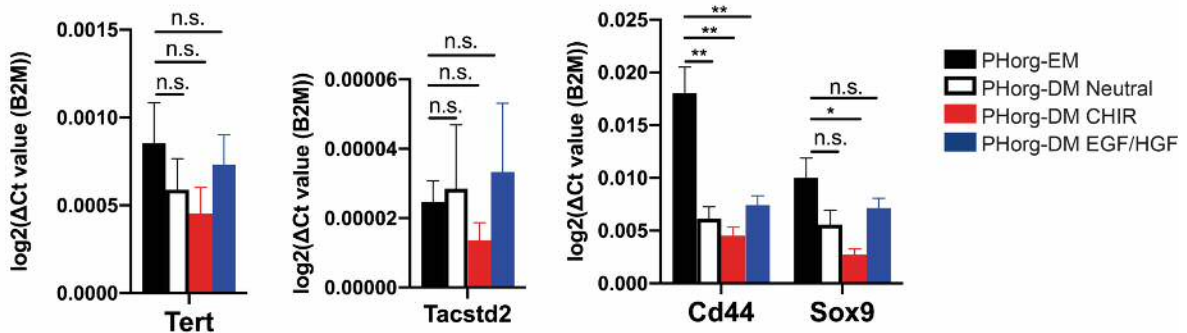 log2(ΔCt value (B2M))
0.0015
0.0010
0.0005
0.0000
n.s.
n.s.
n.s.
Tert
log2(ΔCt value (B2M))
0.00006
0.00004
0.00002
0.00000
n.s.
n.s.
n.s.
Tacstd2
log2(ΔCt value (B2M))
0.025
0.020
0.015
0.010
0.005
0.000
**
**
**
n.s.
*
n.s.
Cd44 Sox9
PHorg-EM
PHorg-DM Neutral
PHorg-DM CHIR
PHorg-DM EGF/HGF